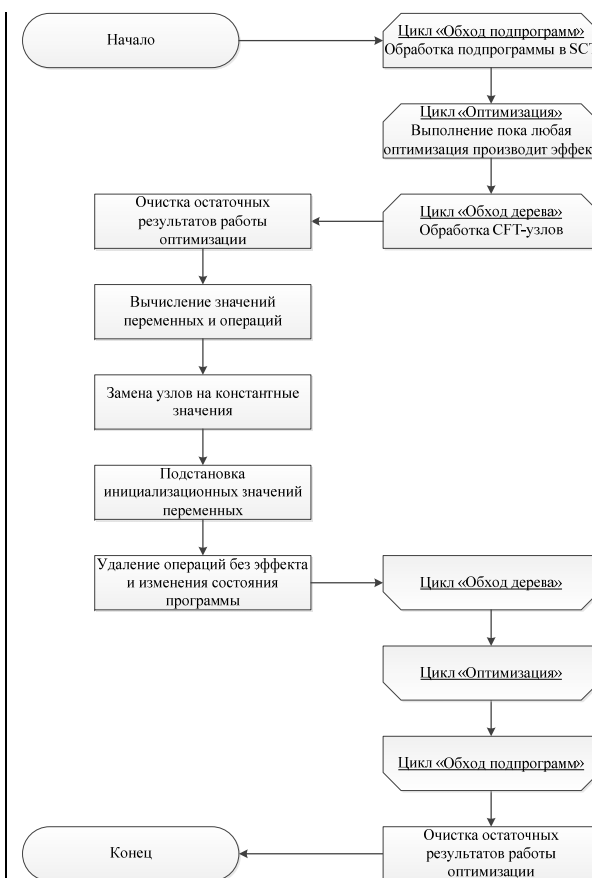 Начало
Цикл «Обход подпрограмм»
Обработка подпрограммы в SCT
Цикл «Оптимизация»
Выполнение пока любая
оптимизация производит эффек
Цикл «Обход дерева»
Обработка CFT-узлов
Очистка остаточных
результатов работы
оптимизации
Вычисление значений
переменных и операций
Замена узлов на константные
значения
Подстановка
инициализационных значений
переменных
Удаление операций без эффекта
и изменения состояния
программы
Цикл «Обход дерева»
Цикл «Оптимизация»
Цикл «Обход подпрограмм»
Очистка остаточных
результатов работы
оптимизации
Конец